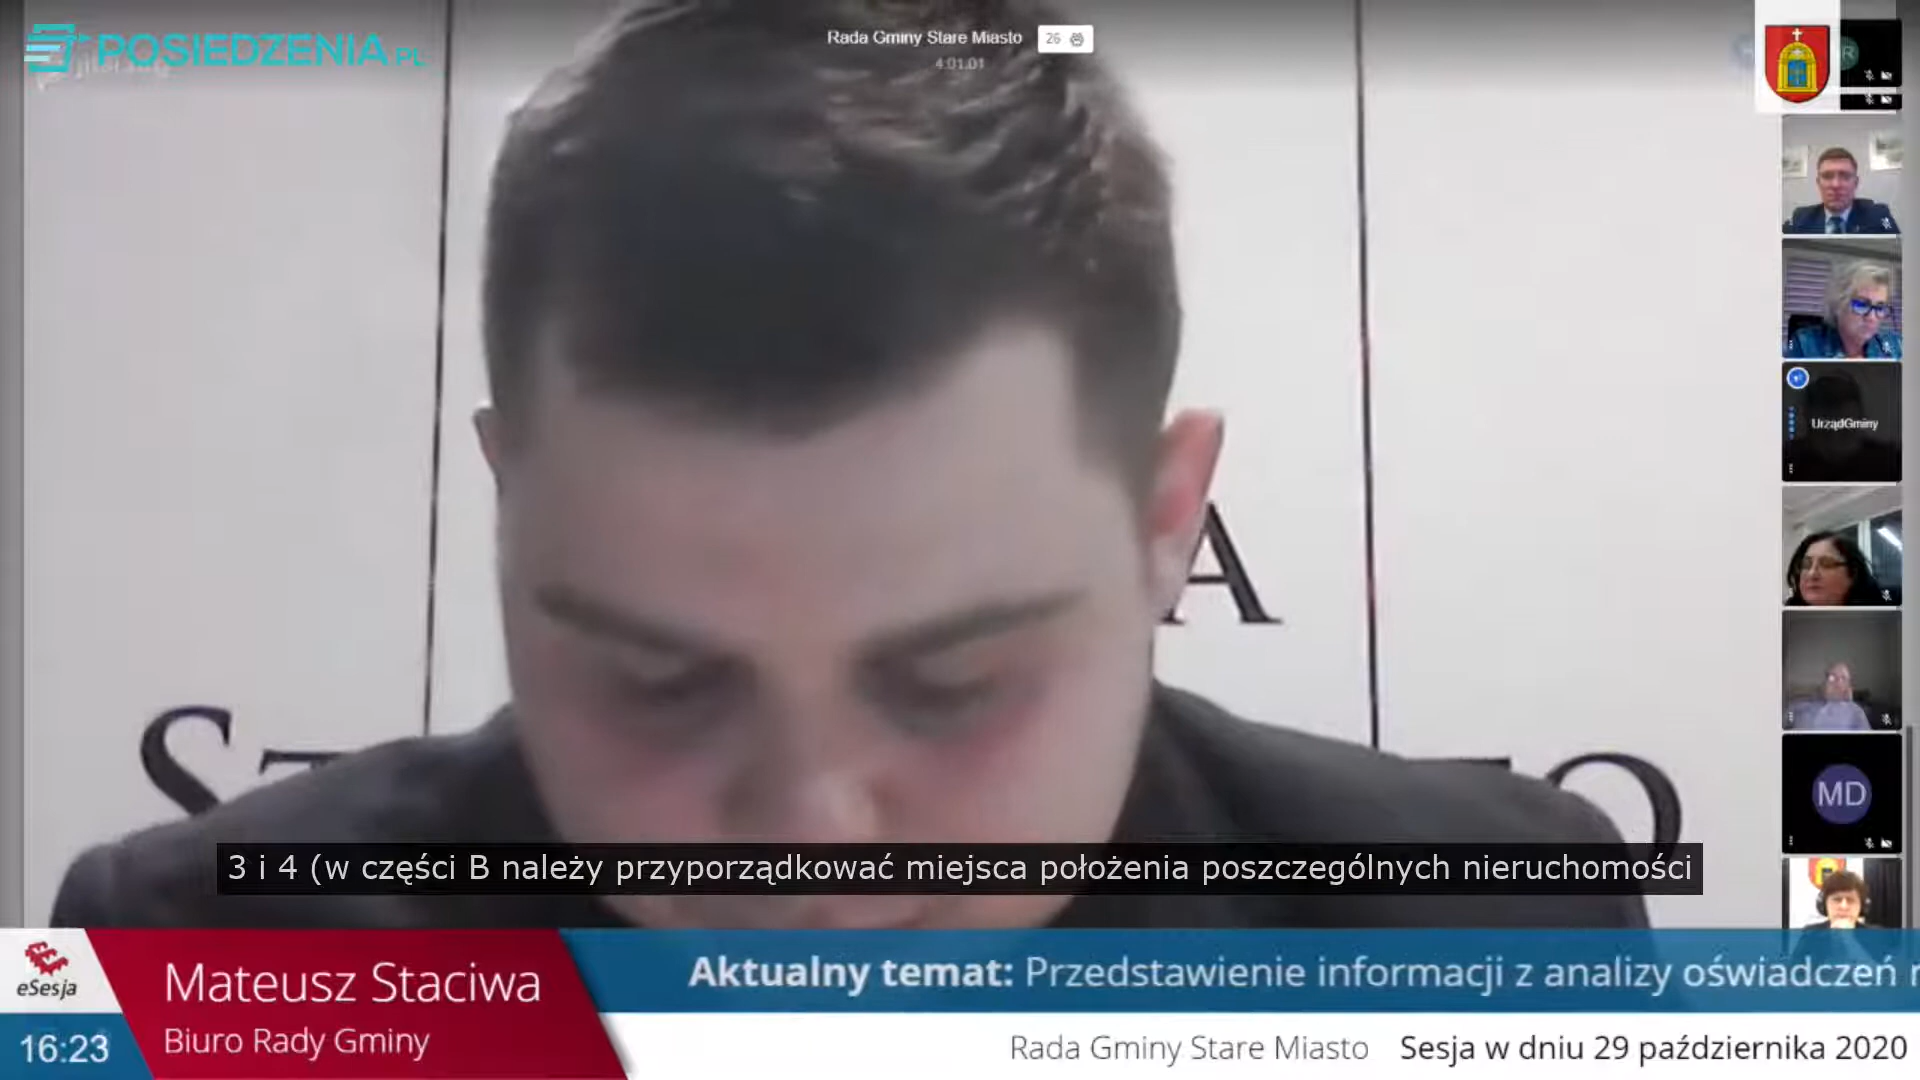 POSIEDZENIA.PL
Rada Gminy Stare Miasto
26
4:01:01
R
UrządGminy
A
S
O
MD
3 i 4 (w części B należy przyporządkować miejsca położenia poszczególnych nieruchomości
eSesja
Mateusz Staciwa
Biuro Rady Gminy
16:23
Aktualny temat: Przedstawienie informacji z analizy oświadczeń
Rada Gminy Stare Miasto Sesja w dniu 29 października 2020